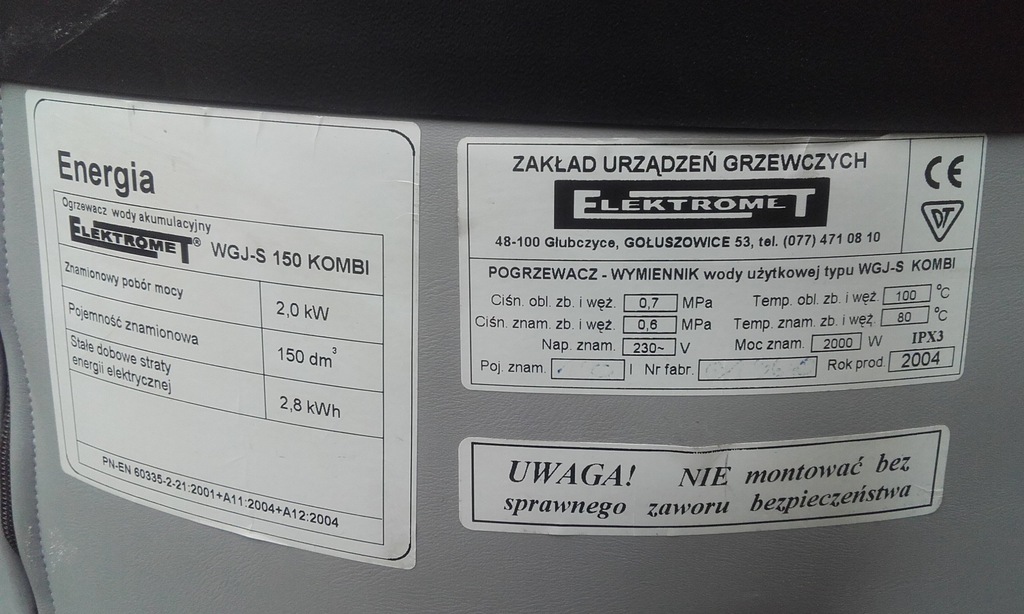 Energia
Ogrzewacz wody akumulacyjny
ELEKTROMET® WGJ-S 150 KOMBI
Znamionowy pobór mocy 2,0 kW
Pojemność znamionowa 150 dm³
Stałe dobowe straty
energii elektrycznej 2,8 kWh
PN-EN 60335-2-21:2001+A11:2004+A12:2004
ZAKŁAD URZĄDZEŃ GRZEWCZYCH
ELEKTROMET
48-100 Głubczyce, GOŁUSZOWICE 53, tel. (077) 471 08 10
CE
DT
POGRZEWACZ - WYMIENNIK wody użytkowej typu WGJ-S KOMBI
Ciśn. obl. zb. i węż. 0,7 MPa Temp. obl. zb. i węż. 100 °C
Ciśn. znam. zb. i węż. 0,6 MPa Temp. znam. zb. i węż. 80 °C
Nap. znam. 230~ V Moc znam. 2000 W IPX3
Poj. znam. l Nr fabr. Rok prod. 2004
UWAGA! NIE montować bez
sprawnego zaworu bezpieczeństwa